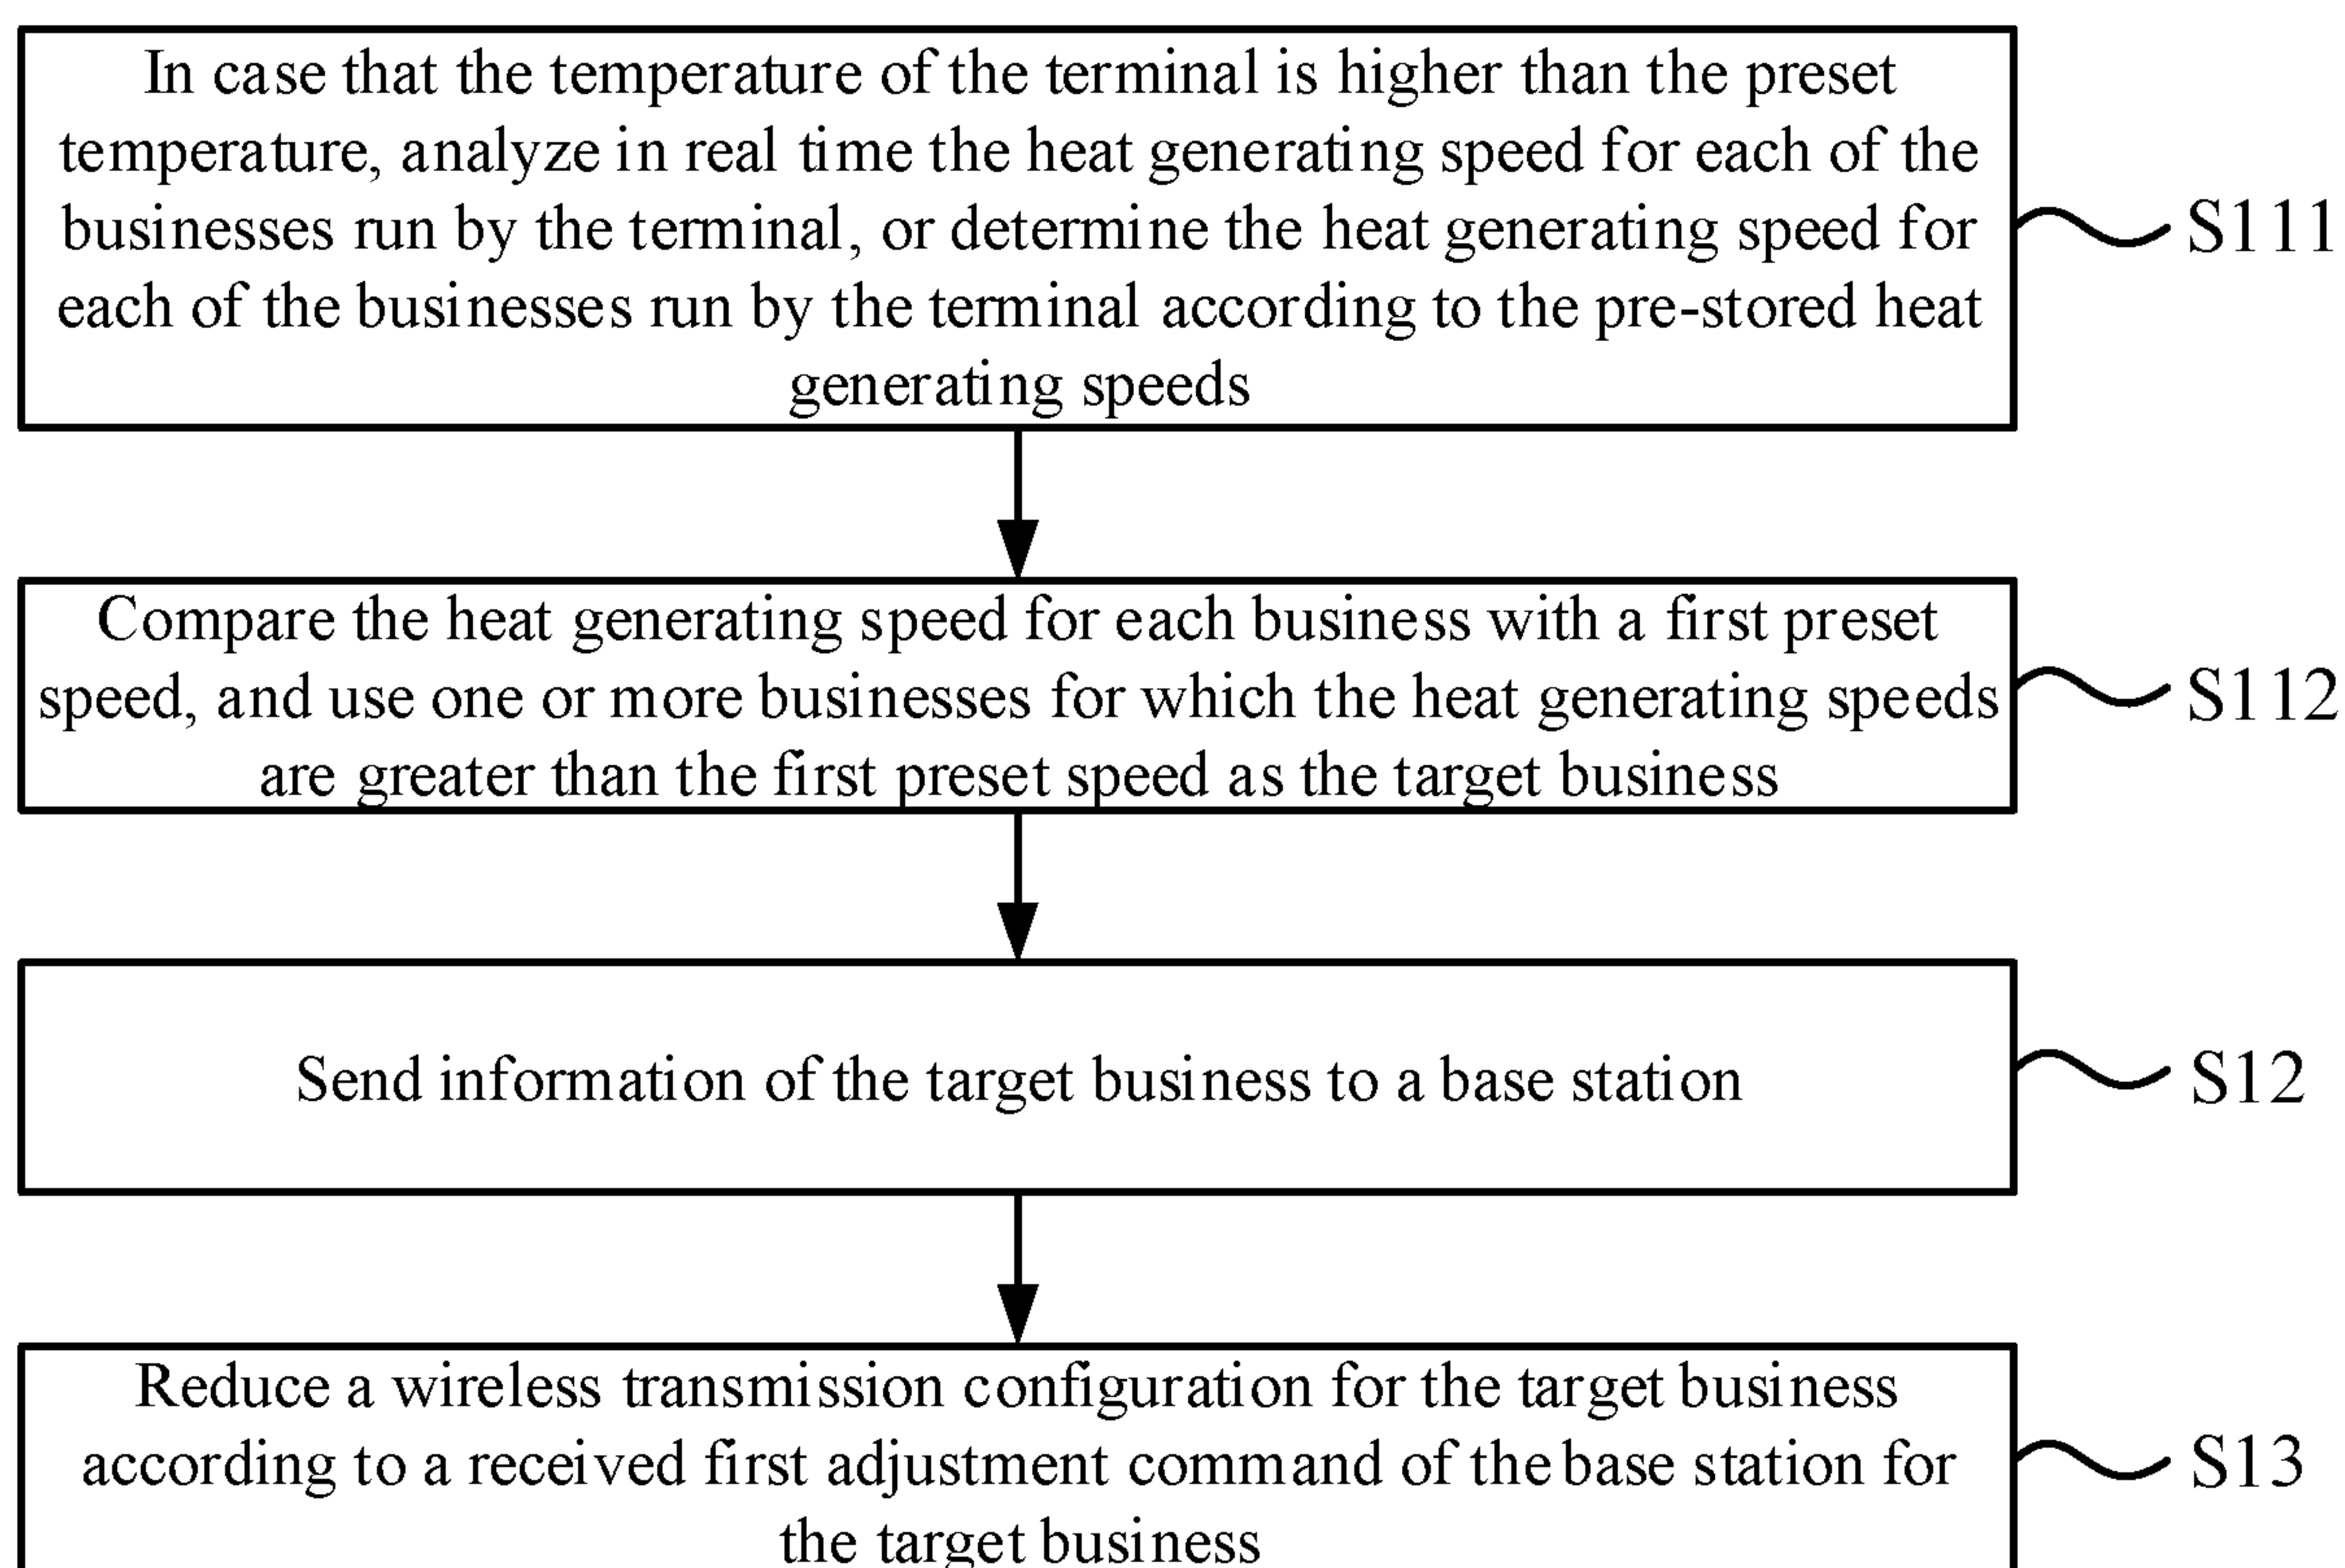 In case that the temperature of the terminal is higher than the preset
temperature, analyze in real time the heat generating speed for each of the
businesses run by the terminal, or determine the heat generating speed for
each of the businesses run by the terminal according to the pre-stored heat
generating speeds
S111
Compare the heat generating speed for each business with a first preset
speed, and use one or more businesses for which the heat generating speeds
are greater than the first preset speed as the target business
S112
Send information of the target business to a base station
S12
Reduce a wireless transmission configuration for the target business
according to a received first adjustment command of the base station for
the target business
S13